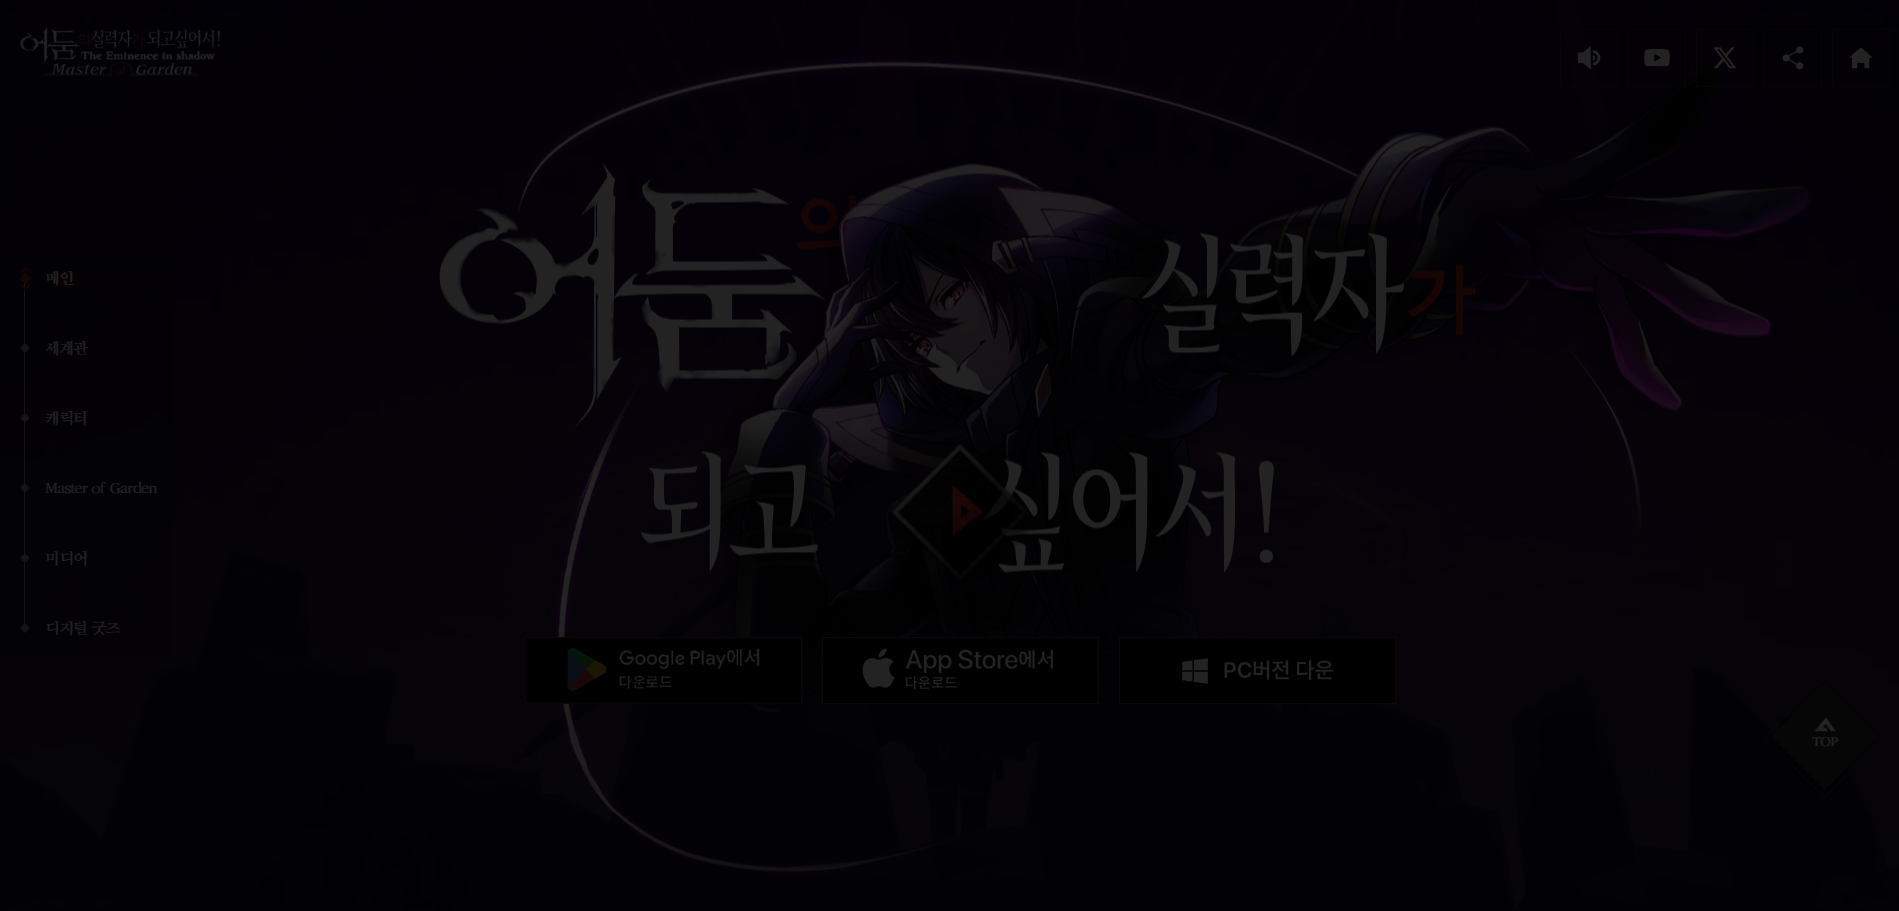 어둠의 실력자가 되고싶어서!
The Eminence in shadow
Master of Garden
메인
세계관
캐릭터
Master of Garden
미디어
디지털 굿즈
어둠의 실력자가
되고 싶어서!
Google Play에서
다운로드
App Store에서
다운로드
PC버전 다운
TOP